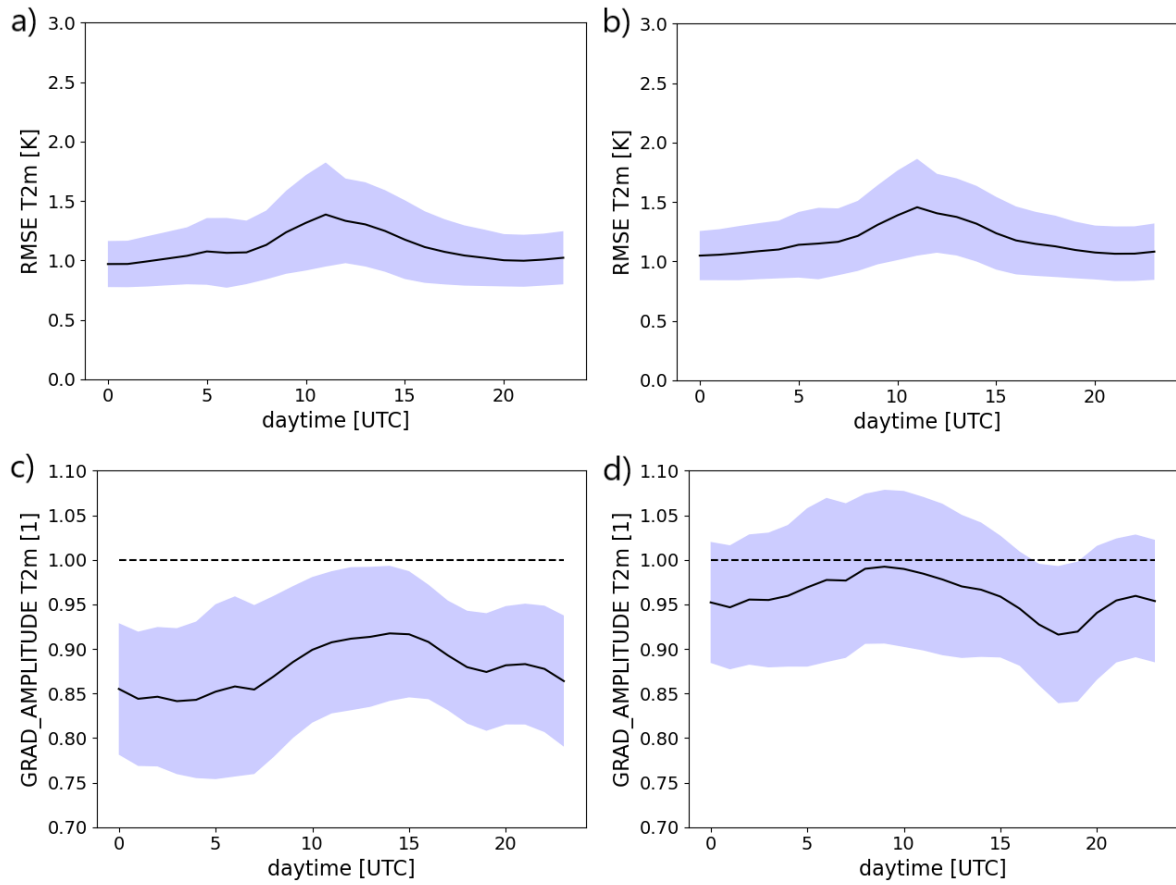 a)
RMSE T2m [K]
3.0
2.5
2.0
1.5
1.0
0.5
0.0
0 5 10 15 20
daytime [UTC]
b)
RMSE T2m [K]
3.0
2.5
2.0
1.5
1.0
0.5
0.0
0 5 10 15 20
daytime [UTC]
c)
GRAD_AMPLITUDE T2m [1]
1.10
1.05
1.00
0.95
0.90
0.85
0.80
0.75
0.70
0 5 10 15 20
daytime [UTC]
d)
GRAD_AMPLITUDE T2m [1]
1.10
1.05
1.00
0.95
0.90
0.85
0.80
0.75
0.70
0 5 10 15 20
daytime [UTC]